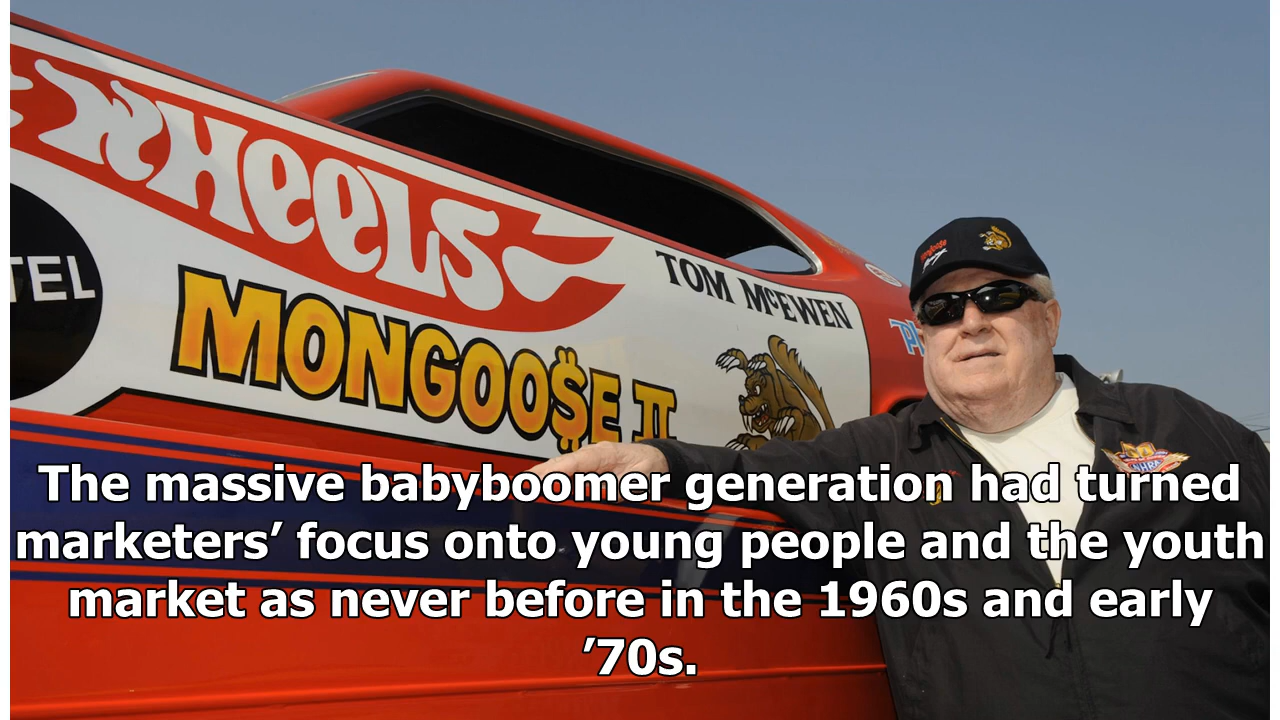 WHEELS
TEL
MONGOO$E II
TOM McEWEN
NHRA
The massive babyboomer generation had turned
marketers’ focus onto young people and the youth
market as never before in the 1960s and early
’70s.